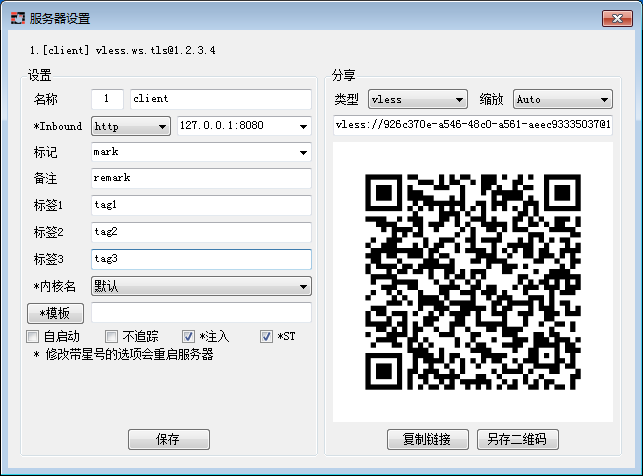 服务器设置
1.[client] vless.ws.tls@1.2.3.4
设置
名称 1 client
*Inbound http 127.0.0.1:8080
标记 mark
备注 remark
标签1 tag1
标签2 tag2
标签3 tag3
*内核名 默认
*模板
自启动 不追踪 *注入 *ST
* 修改带星号的选项会重启服务器
保存
分享
类型 vless 缩放 Auto
vless://926c370e-a546-48c0-a561-aeec93335037@1
复制链接 另存二维码